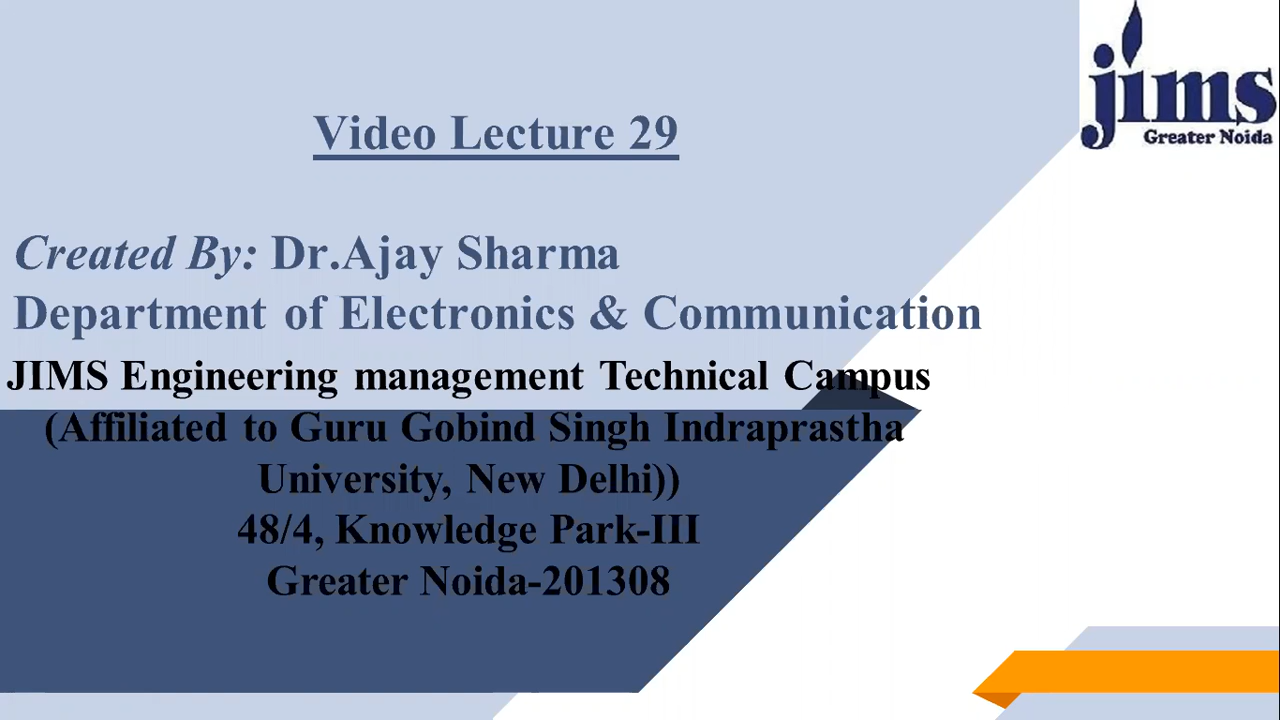 jims
Greater Noida
Video Lecture 29
Created By: Dr.Ajay Sharma
Department of Electronics & Communication
JIMS Engineering management Technical Campus
(Affiliated to Guru Gobind Singh Indraprastha
University, New Delhi))
48/4, Knowledge Park-III
Greater Noida-201308